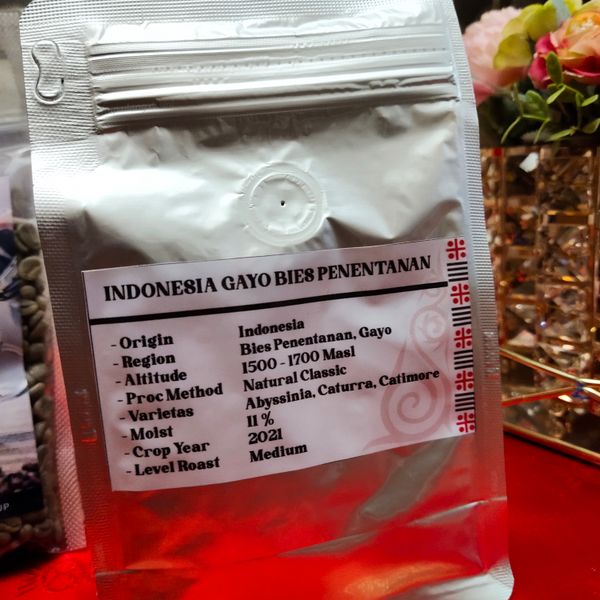 INDONESIA GAYO BIES PENENTANAN
- Origin Indonesia
- Region Bies Penentanan, Gayo
- Altitude 1500 - 1700 Masl
- Proc Method Natural Classic
- Varietas Abyssinia, Caturra, Catimore
- Moist 11 %
- Crop Year 2021
- Level Roast Medium
UP